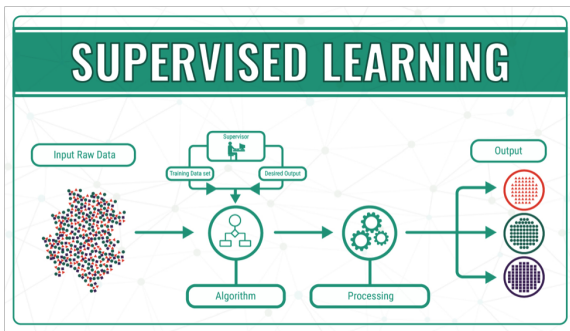 SUPERVISED LEARNING
Input Raw Data
Supervisor
Training Data set
Desired Output
Algorithm
Processing
Output